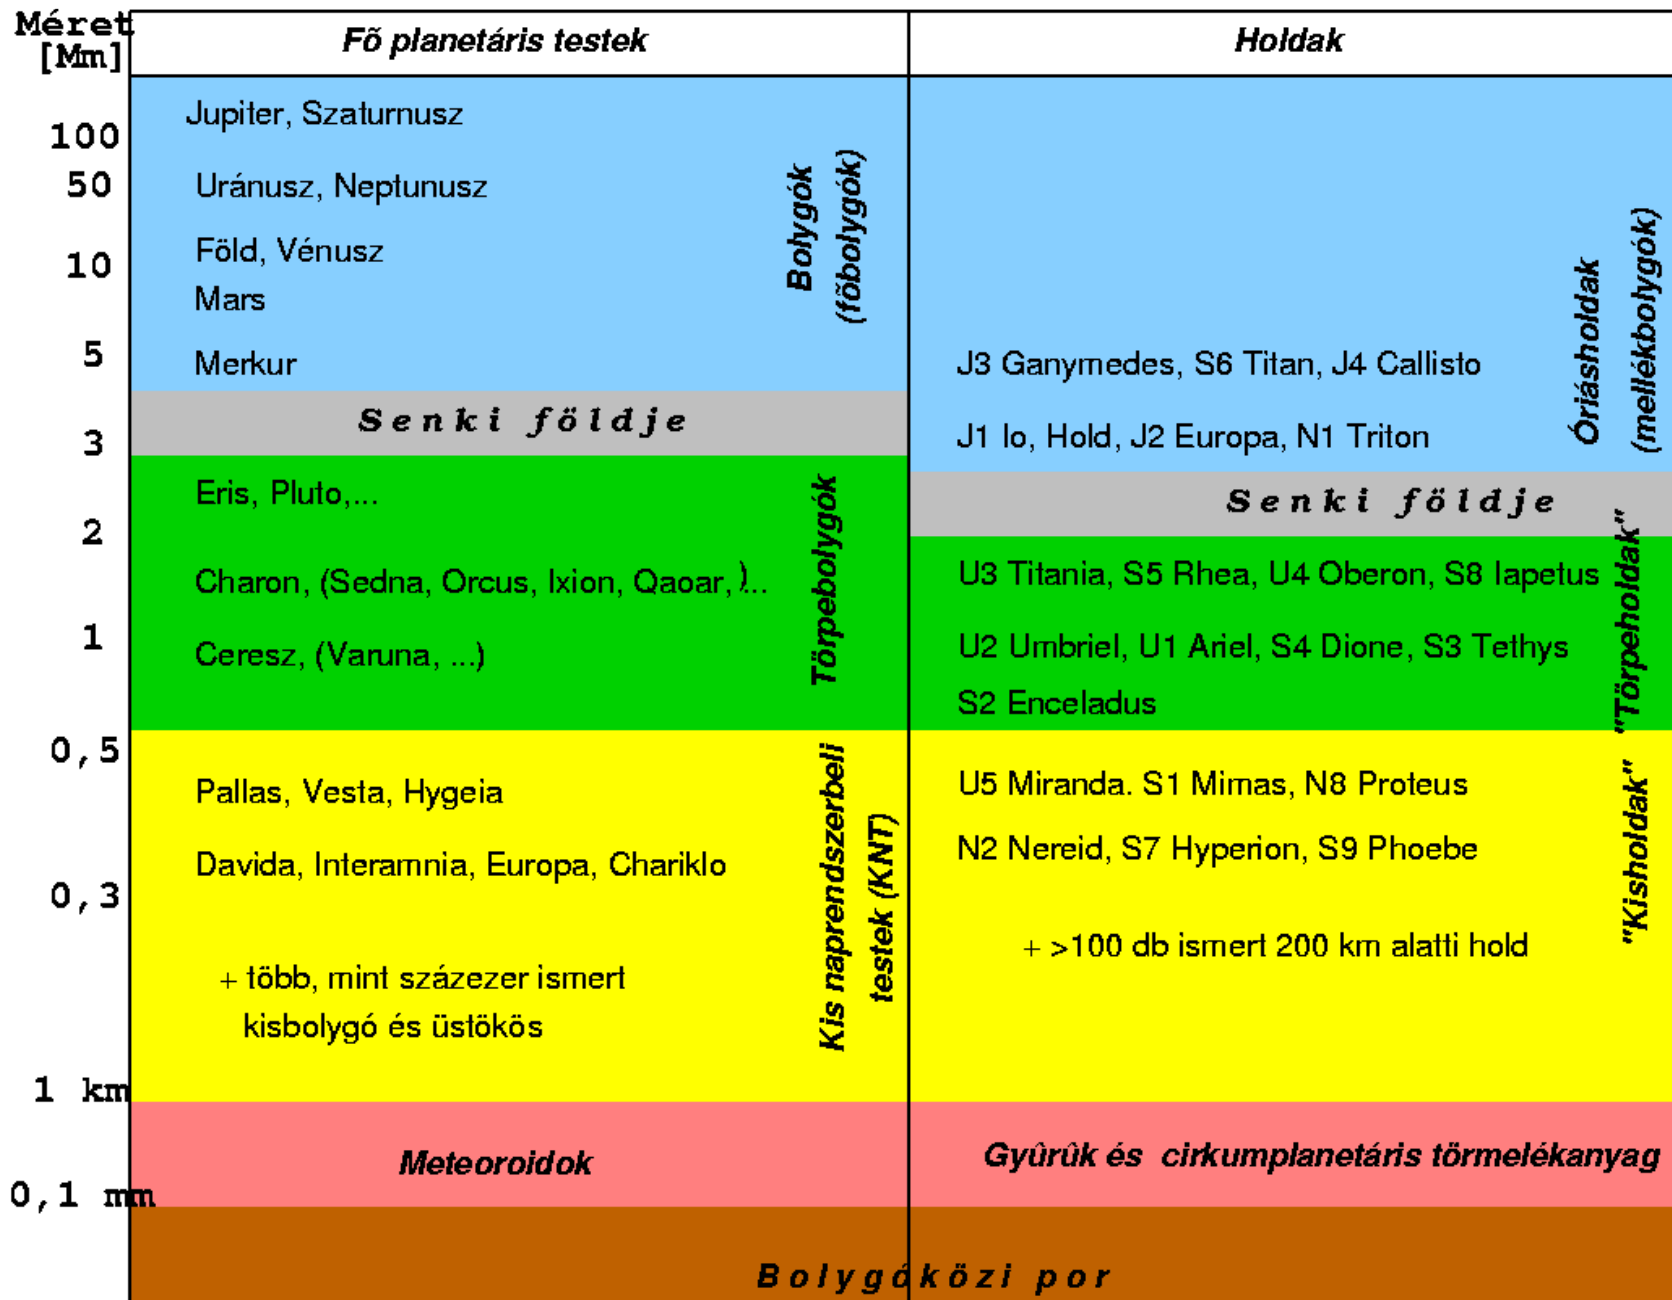 Méret
[Mm]
Fõ planetáris testek
Holdak
100
50
10
5
3
2
1
0,5
0,3
1 km
0,1 mm
Jupiter, Szaturnusz
Uránusz, Neptunusz
Föld, Vénusz
Mars
Merkur
Bolygók
(fõbolygók)
Senki földje
Eris, Pluto,...
Charon, (Sedna, Orcus, Ixion, Qaoar, )...
Ceresz, (Varuna, ...)
Törpebolygók
Pallas, Vesta, Hygeia
Davida, Interamnia, Europa, Chariklo
+ több, mint százezer ismert
kisbolygó és üstökös
Kis naprendszerbeli
testek (KNT)
Meteoroidok
J3 Ganymedes, S6 Titan, J4 Callisto
J1 Io, Hold, J2 Europa, N1 Triton
Óriásholdak
(mellékbolygók)
Senki földje
U3 Titania, S5 Rhea, U4 Oberon, S8 Iapetus
U2 Umbriel, U1 Ariel, S4 Dione, S3 Tethys
S2 Enceladus
"Törpeholdak"
U5 Miranda. S1 Mimas, N8 Proteus
N2 Nereid, S7 Hyperion, S9 Phoebe
+ >100 db ismert 200 km alatti hold
"Kisholdak"
Gyûrûk és cirkumplanetáris törmelékanyag
Bolygóközi por